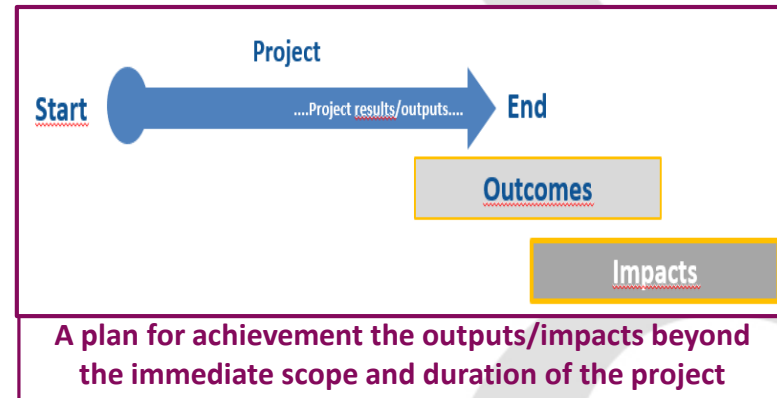 Project
Start
....Project results/outputs....
End
Outcomes
Impacts
A plan for achievement the outputs/impacts beyond
the immediate scope and duration of the project